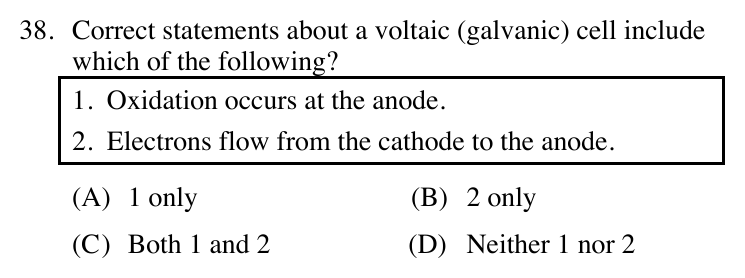 38. Correct statements about a voltaic (galvanic) cell include
which of the following?
1. Oxidation occurs at the anode.
2. Electrons flow from the cathode to the anode.
(A) 1 only (B) 2 only
(C) Both 1 and 2 (D) Neither 1 nor 2